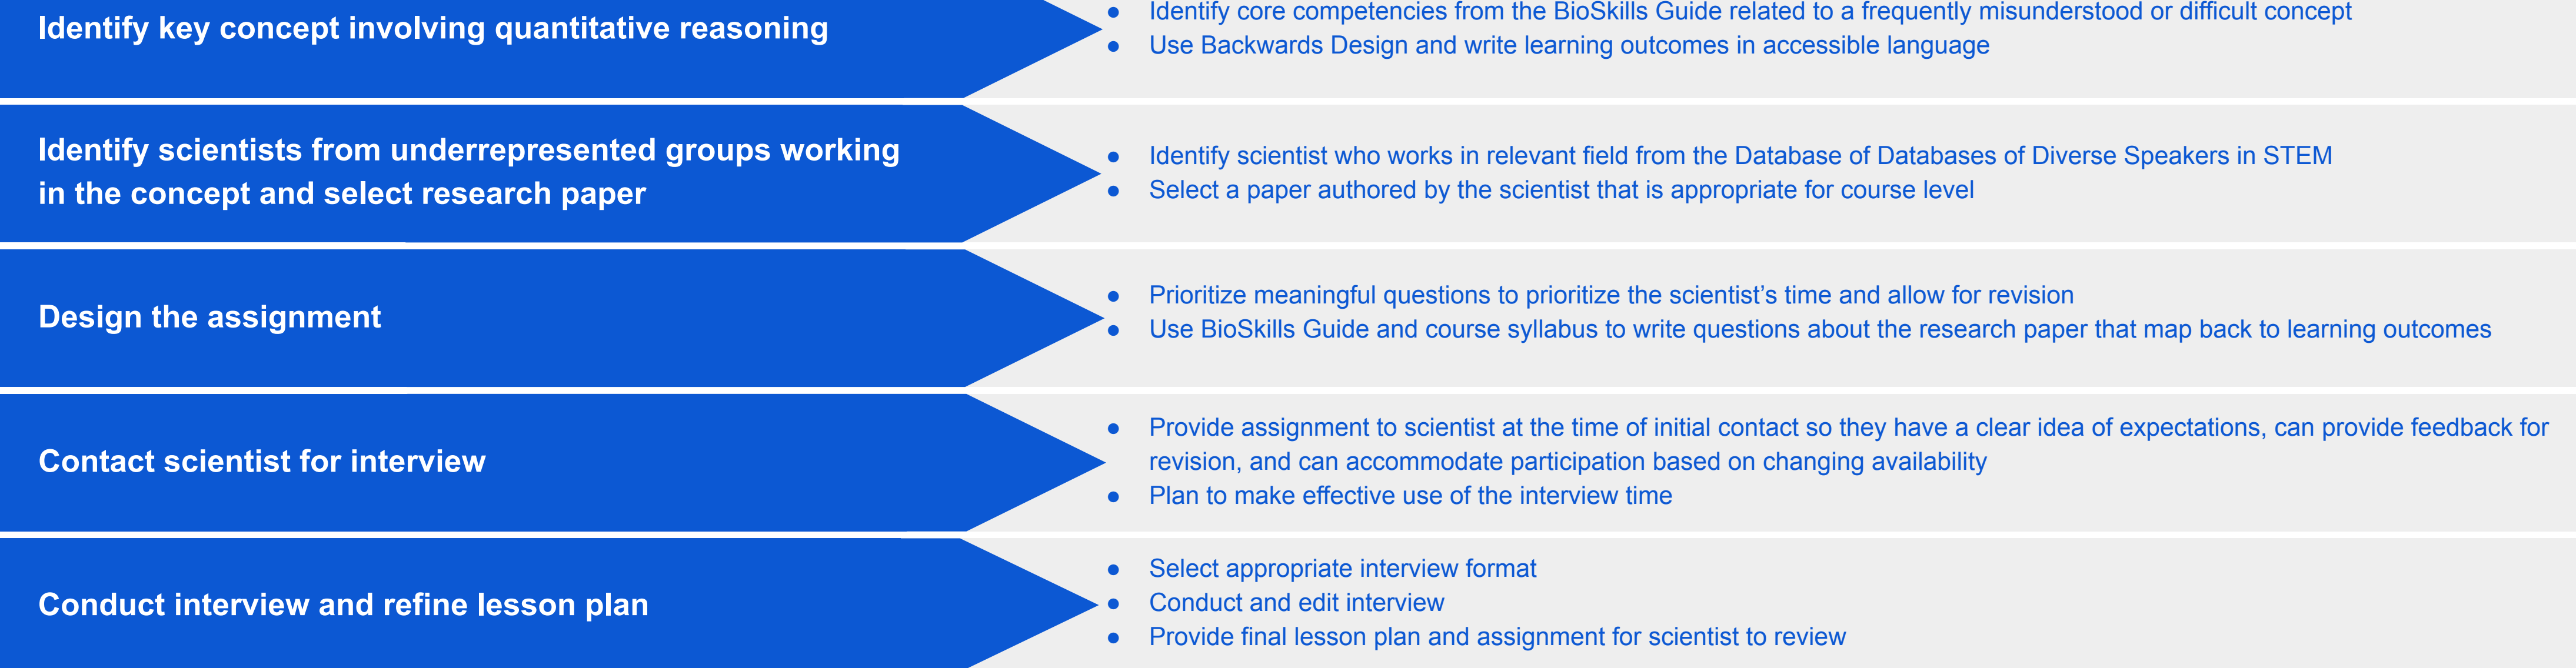 Identify key concept involving quantitative reasoning
● Identify core competencies from the BioSkills Guide related to a frequently misunderstood or difficult concept
● Use Backwards Design and write learning outcomes in accessible language
Identify scientists from underrepresented groups working
in the concept and select research paper
● Identify scientist who works in relevant field from the Database of Databases of Diverse Speakers in STEM
● Select a paper authored by the scientist that is appropriate for course level
Design the assignment
● Prioritize meaningful questions to prioritize the scientist’s time and allow for revision
● Use BioSkills Guide and course syllabus to write questions about the research paper that map back to learning outcomes
Contact scientist for interview
● Provide assignment to scientist at the time of initial contact so they have a clear idea of expectations, can provide feedback for
revision, and can accommodate participation based on changing availability
● Plan to make effective use of the interview time
Conduct interview and refine lesson plan
● Select appropriate interview format
● Conduct and edit interview
● Provide final lesson plan and assignment for scientist to review